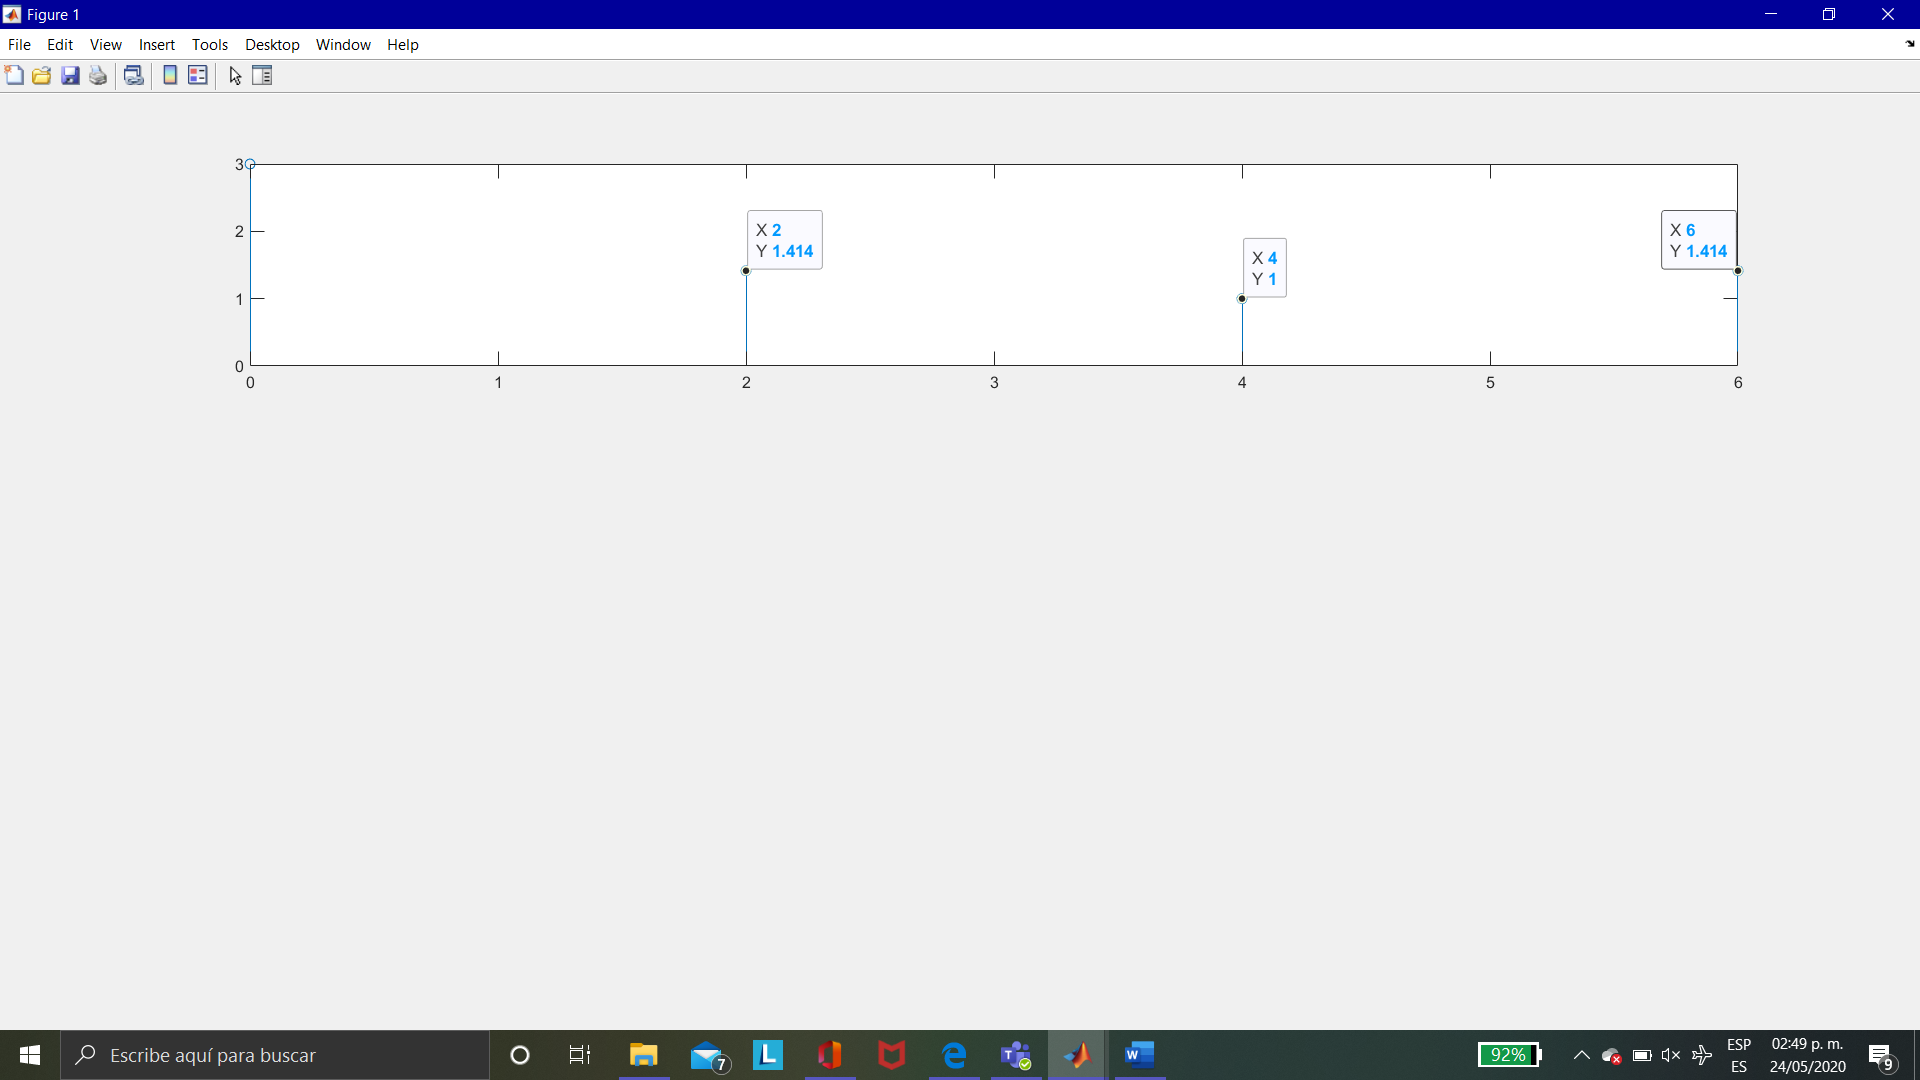 Figure 1
File Edit View Insert Tools Desktop Window Help
3
2
1
0
X 2
Y 1.414
X 4
Y 1
X 6
Y 1.414
0 1 2 3 4 5 6
Escribe aquí para buscar
7
L
W
92%
ESP
ES
02:49 p. m.
24/05/2020
9